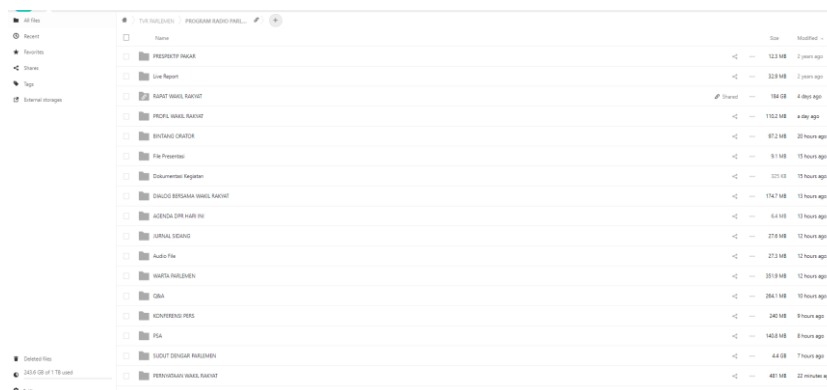 All files
Recent
Favorites
Shares
Tags
External storages
TVR PARLEMEN PROGRAM RADIO PARL...
Name Size Modified
PRESPEKTIF PAKAR 12.3 MB 2 years ago
Live Report 32.9 MB 2 years ago
RAPAT WAKIL RAKYAT Shared 184 GB 4 days ago
PROFIL WAKIL RAKYAT 110.2 MB a day ago
BINTANG ORATOR 87.2 MB 20 hours ago
File Presentasi 9.1 MB 15 hours ago
Dokumentasi Kegiatan 325 KB 15 hours ago
DIALOG BERSAMA WAKIL RAKYAT 174.7 MB 13 hours ago
AGENDA DPR HARI INI 6.4 MB 13 hours ago
JURNAL SIDANG 27.8 MB 12 hours ago
Audio File 27.5 MB 12 hours ago
WARTA PARLEMEN 351.9 MB 12 hours ago
Q&A 264.1 MB 10 hours ago
KONFERENSI PERS 240 MB 9 hours ago
PSA 140.8 MB 8 hours ago
SUDUT DENGAR PARLEMEN 4.4 GB 7 hours ago
PERNYATAAN WAKIL RAKYAT 481 MB 22 minutes a
Deleted files
243.8 GB of 1 TB used